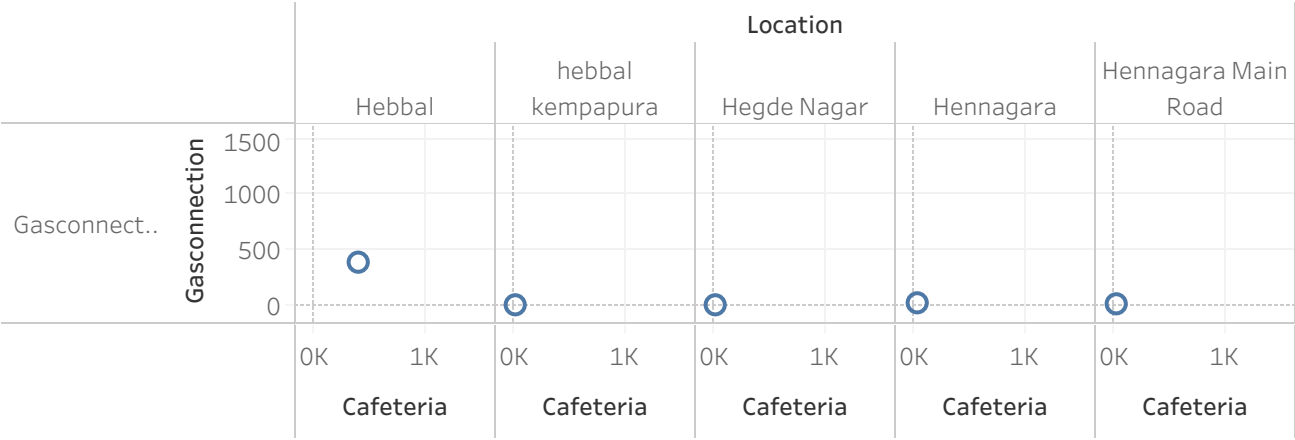 Location
Hebbal
hebbal
kempapura
Hegde Nagar
Hennagara
Hennagara Main
Road
Gasconnect..
Gasconnection
1500
1000
500
0
0K 1K 0K 1K 0K 1K 0K 1K 0K 1K
Cafeteria Cafeteria Cafeteria Cafeteria Cafeteria